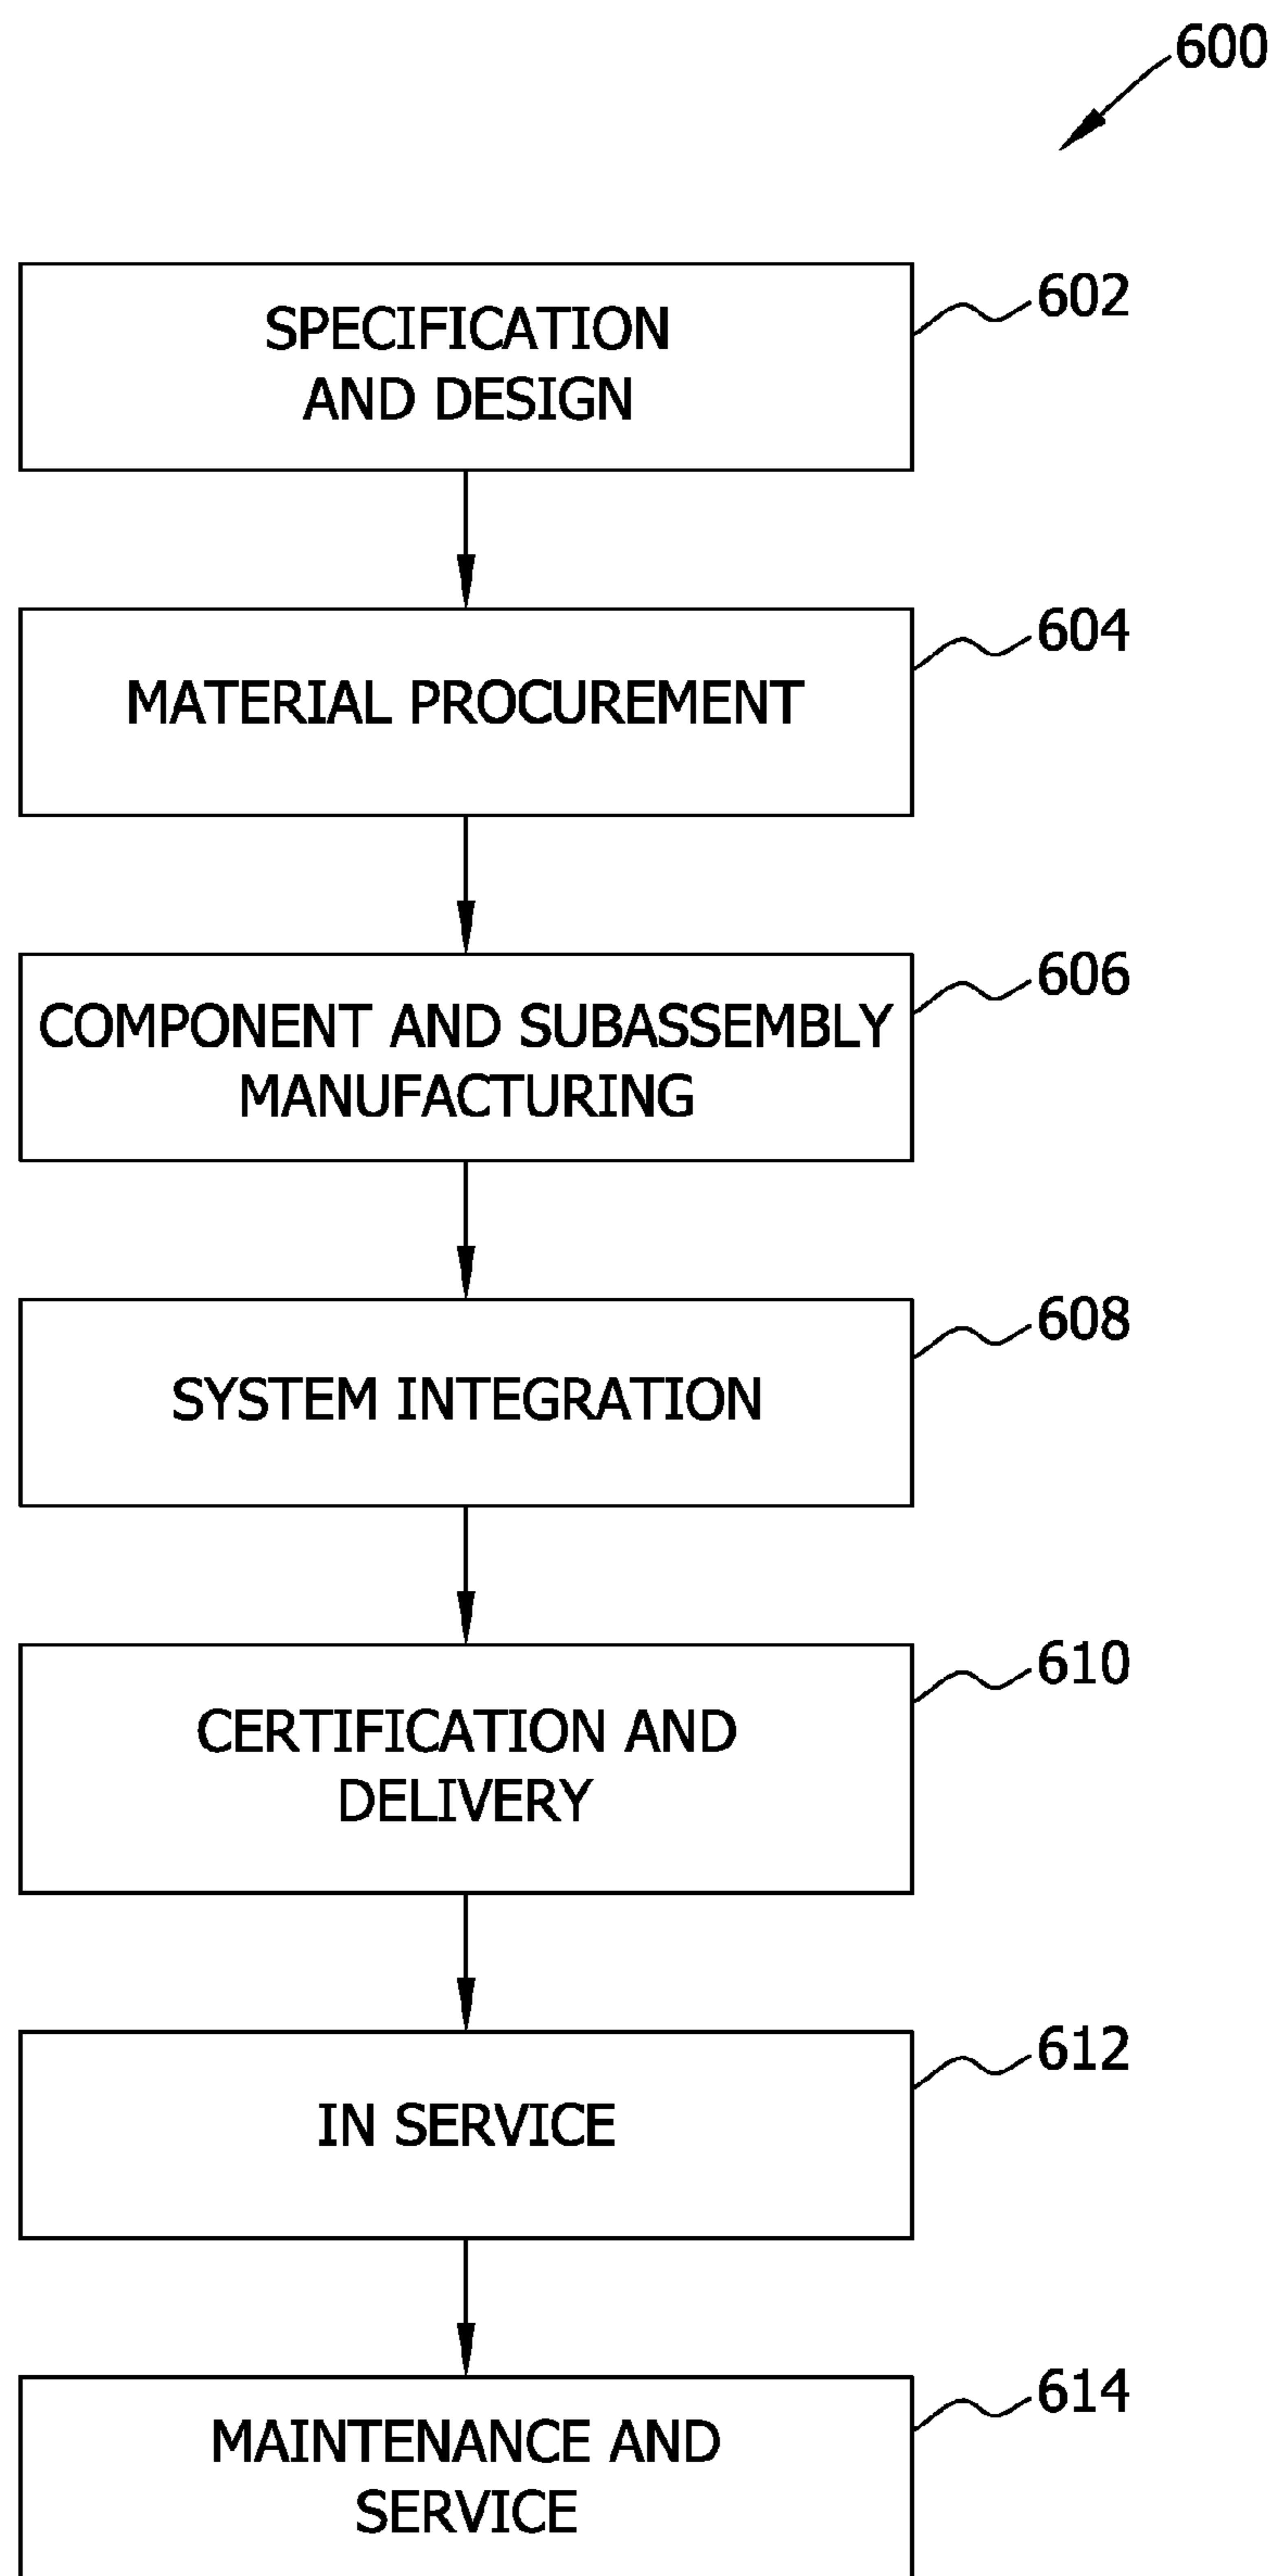 600
SPECIFICATION
AND DESIGN
602
MATERIAL PROCUREMENT
604
COMPONENT AND SUBASSEMBLY
MANUFACTURING
606
SYSTEM INTEGRATION
608
CERTIFICATION AND
DELIVERY
610
IN SERVICE
612
MAINTENANCE AND
SERVICE
614